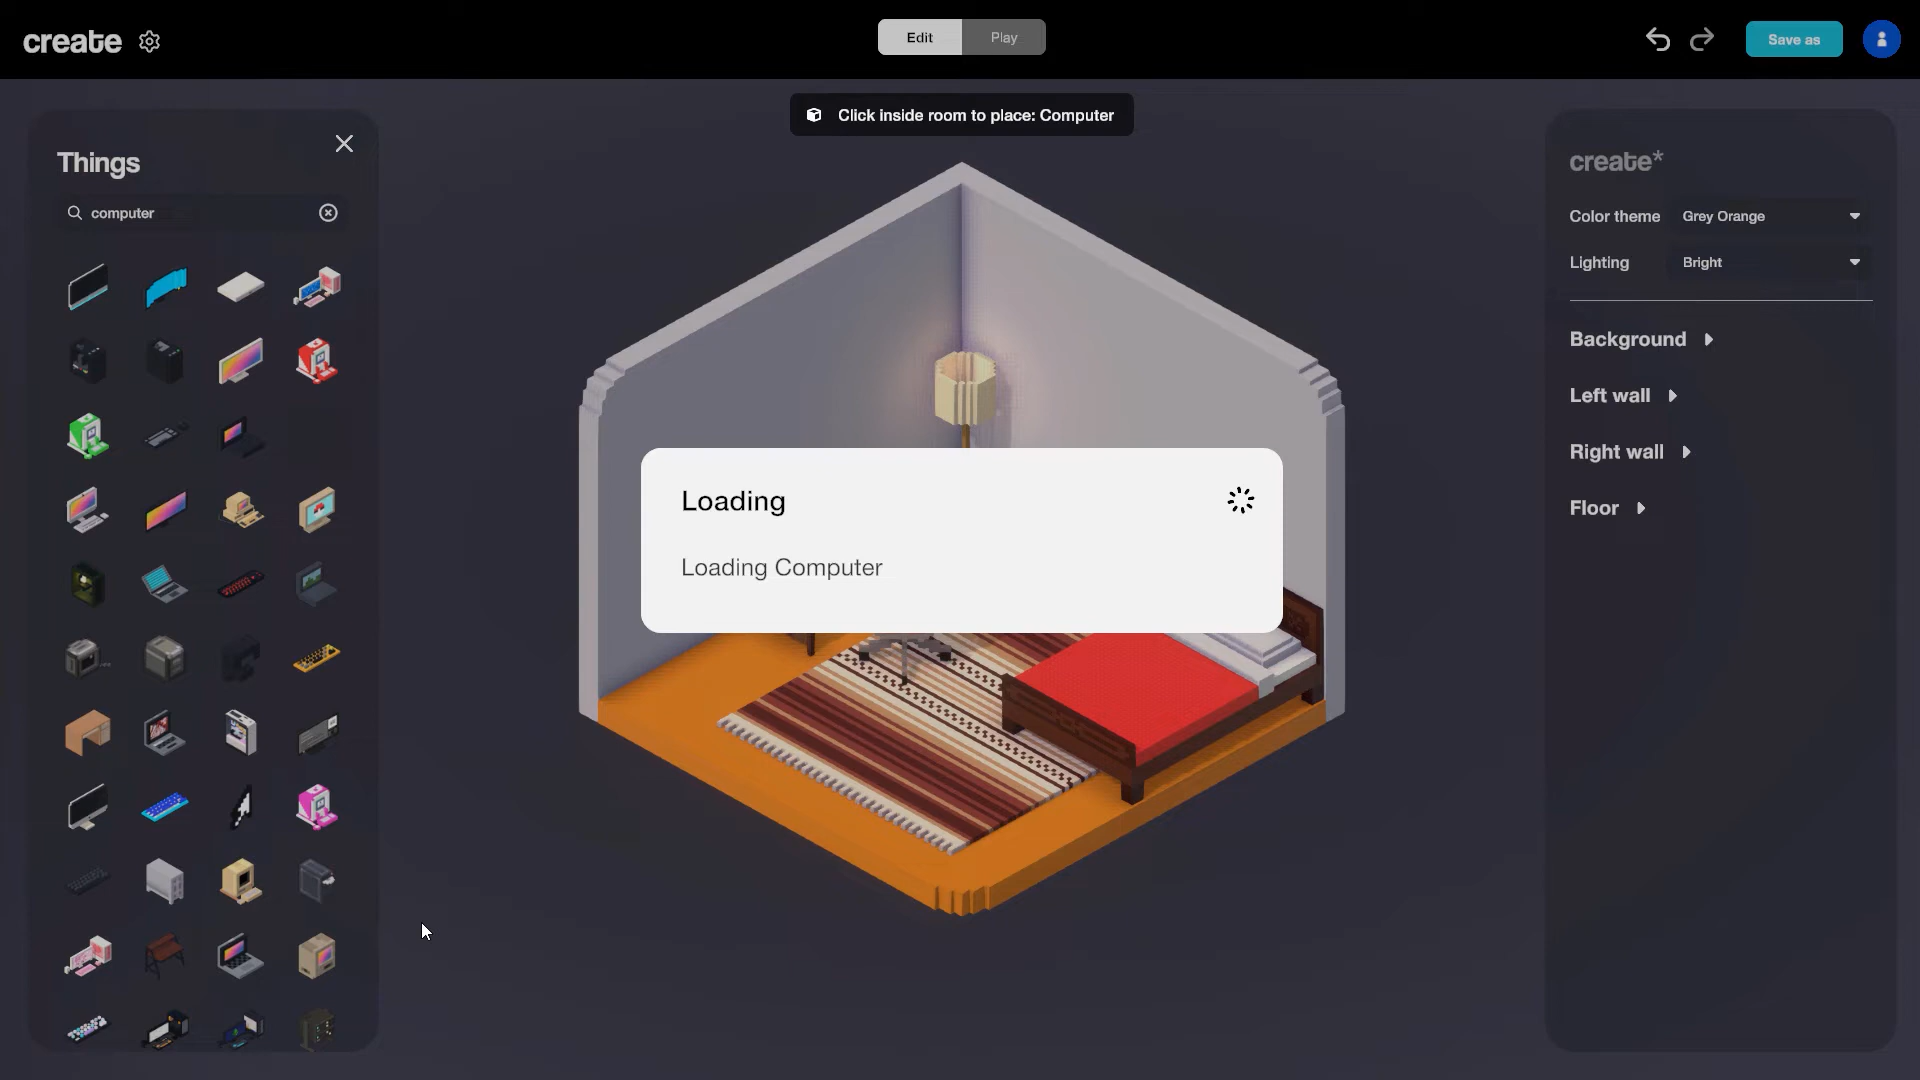 create
Edit
Play
Save as
Click inside room to place: Computer
Things
computer
create*
Color theme
Grey Orange
Lighting
Bright
Background
Left wall
Right wall
Floor
Loading
Loading Computer